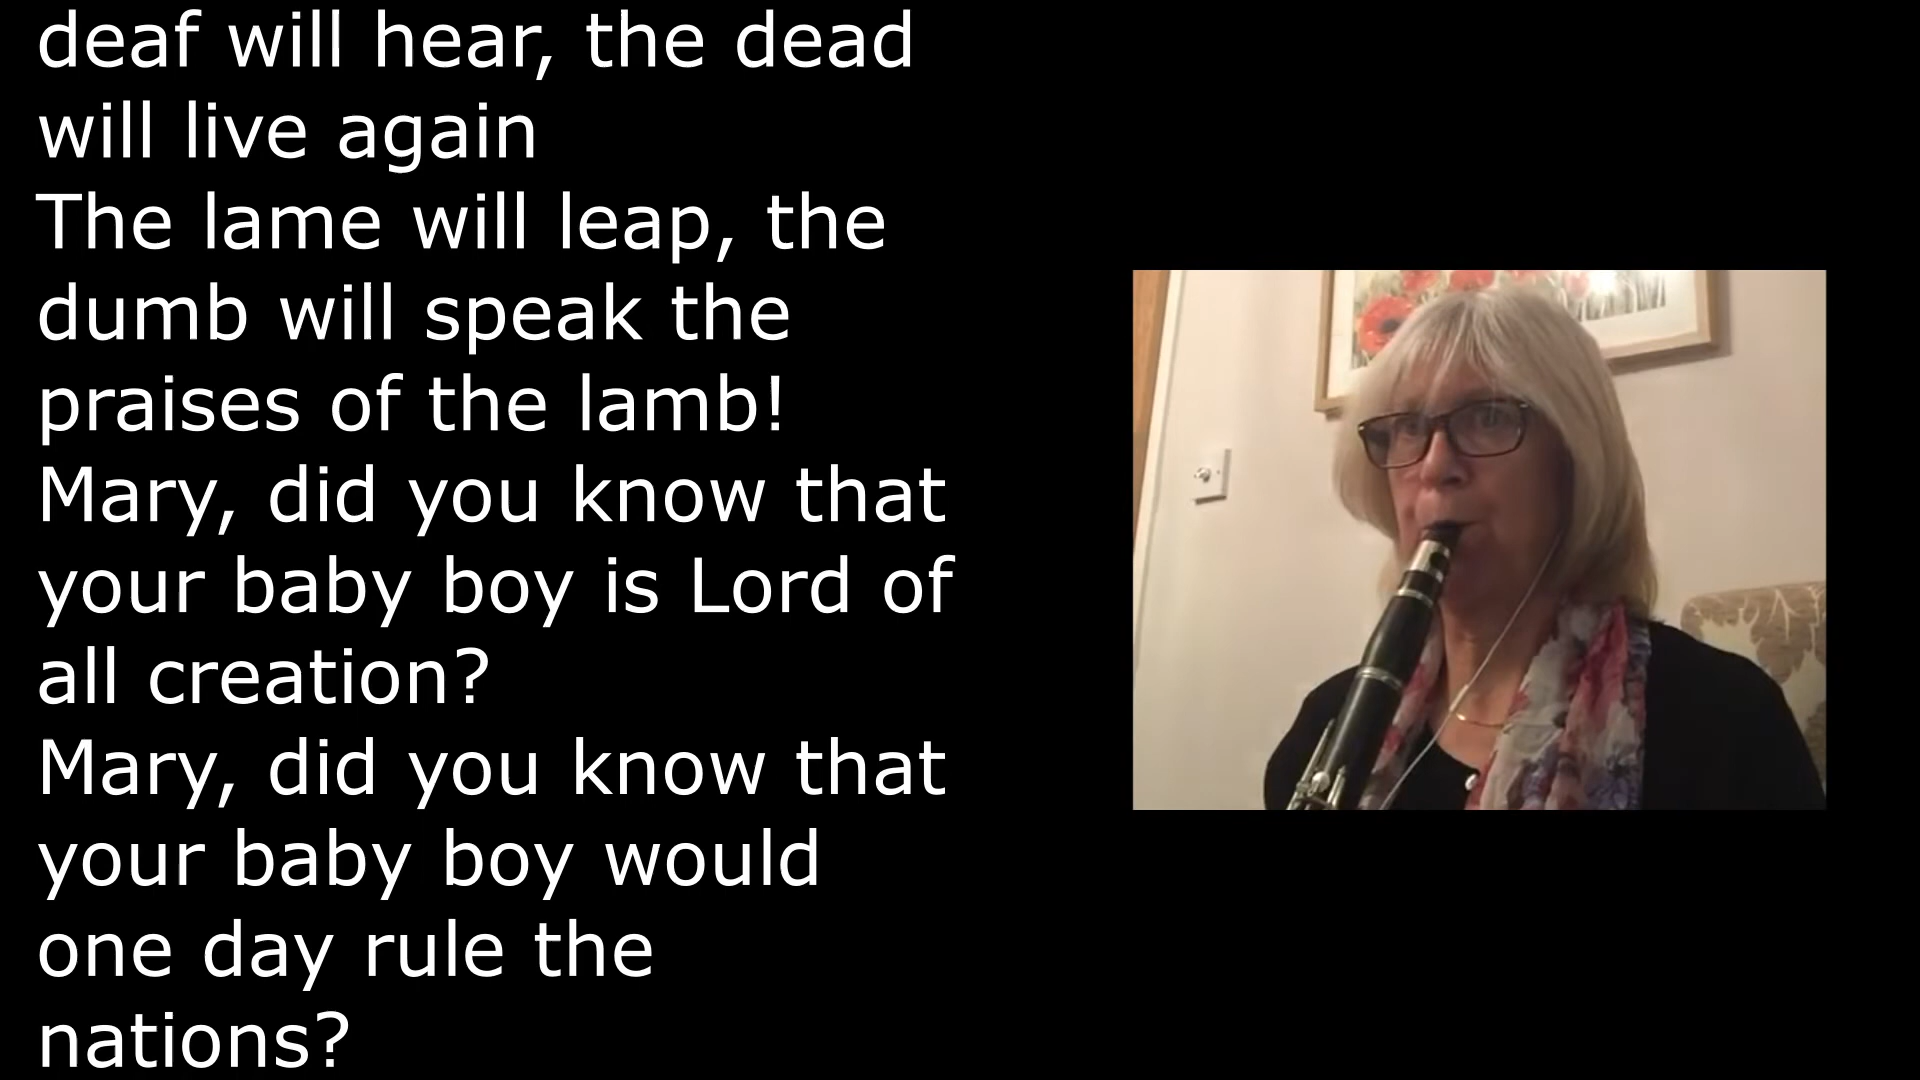 deaf will hear, the dead
will live again
The lame will leap, the
dumb will speak the
praises of the lamb!
Mary, did you know that
your baby boy is Lord of
all creation?
Mary, did you know that
your baby boy would
one day rule the
nations?